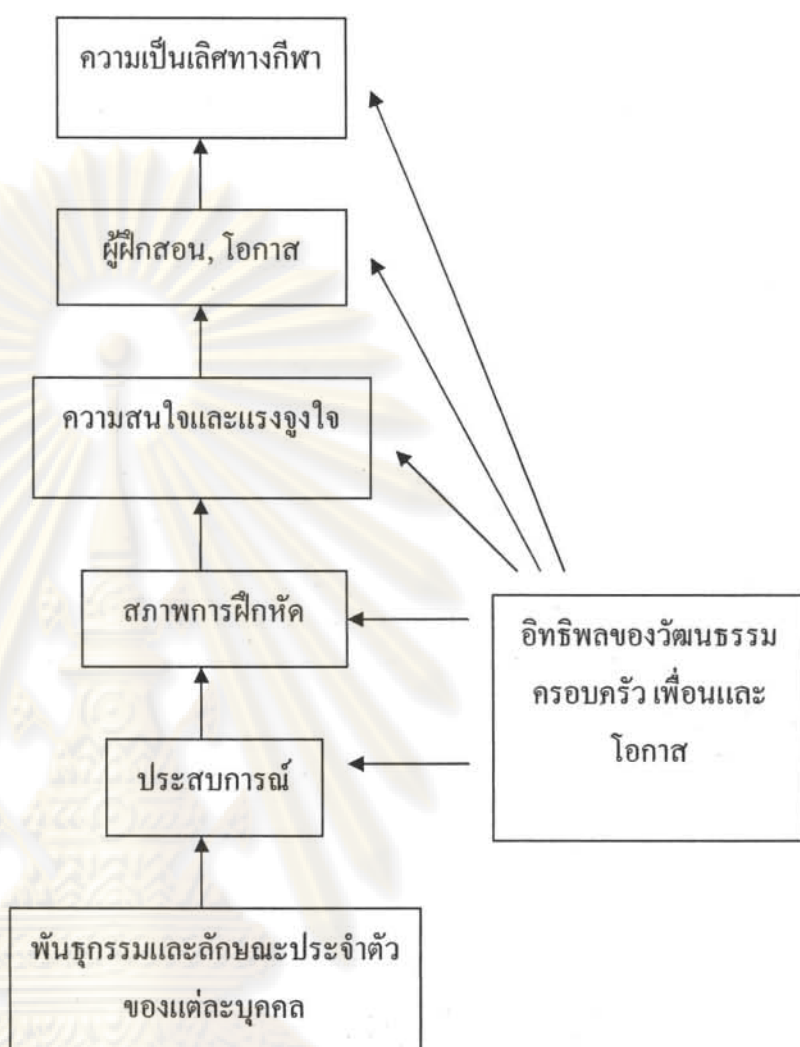 ความเป็นเลิศทางกีฬา
ผู้ฝึกสอน, โอกาส
ความสนใจและแรงจูงใจ
สภาพการฝึกหัด
อิทธิพลของวัฒนธรรม
ครอบครัว เพื่อนและ
โอกาส
ประสบการณ์
พันธุกรรมและลักษณะประจำตัว
ของแต่ละบุคคล